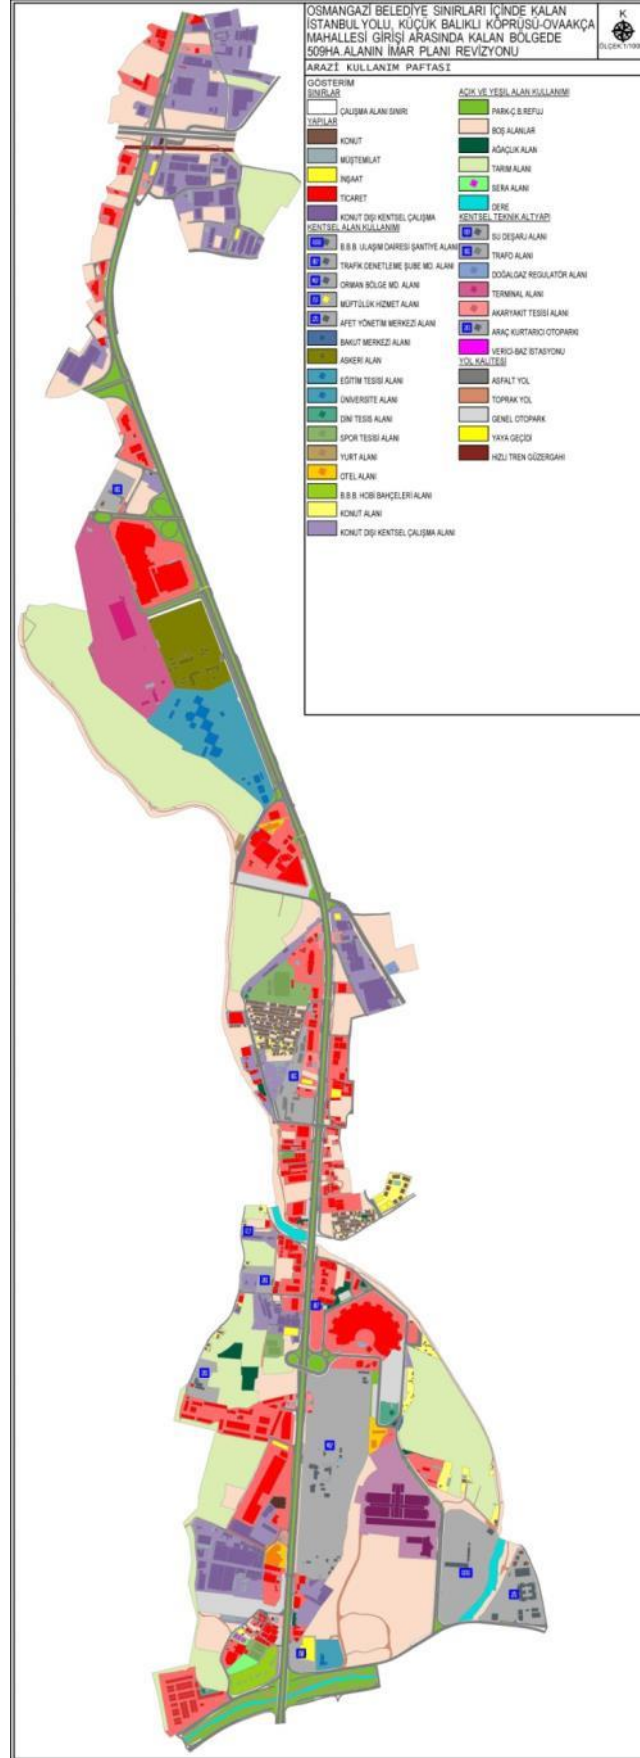 OSMANGAZİ BELEDİYE SINIRLARI İÇİNDE KALAN
İSTANBUL YOLU, KÜÇÜK BALIKLI KÖPRÜSÜ-OVAAKÇA
MAHALLESİ GİRİŞİ ARASINDA KALAN BÖLGEDE
509HA.ALANIN İMAR PLANI REVİZYONU
K
ARAZİ KULLANIM PAFTASI
GÖSTERİM
SINIRLAR
ÇALIŞMA ALANI SINIRI
YAPILAR
KONUT
MÜŞTEMİLAT
İNŞAAT
TİCARET
KONUT DIŞI KENTSEL ÇALIŞMA
KENTSEL ALAN KULLANIMI
B.B.B. ULAŞIM DAİRESİ ŞANTİYE ALANI
TRAFİK DENETLEME ŞUBE MD. ALANI
ORMAN BÖLGE MD. ALANI
MÜFTÜLÜK HİZMET ALANI
AFET YÖNETİM MERKEZİ ALANI
BAKUT MERKEZİ ALANI
ASKERİ ALAN
EĞİTİM TESİSİ ALANI
ÜNİVERSİTE ALANI
DİNİ TESİS ALANI
SPOR TESİSİ ALANI
YURT ALANI
OTEL ALANI
B.B.B. HOBİ BAHÇELERİ ALANI
KONUT ALANI
KONUT DIŞI KENTSEL ÇALIŞMA ALANI
AÇIK VE YEŞİL ALAN KULLANIMI
PARK-Ç.B.REFUJ
BOŞ ALANLAR
AĞAÇLIK ALAN
TARIM ALANI
SERA ALANI
DERE
KENTSEL TEKNİK ALTYAPI
SU DEŞARJ ALANI
TRAFO ALANI
DOĞALGAZ REGULATÖR ALANI
TERMİNAL ALANI
AKARYAKIT TESİSİ ALANI
ARAÇ KURTARICI OTOPARKI
VERİCİ-BAZ İSTASYONU
YOL KALİTESİ
ASFALT YOL
TOPRAK YOL
GENEL OTOPARK
YAYA GEÇİDİ
HIZLI TREN GÜZERGAHI